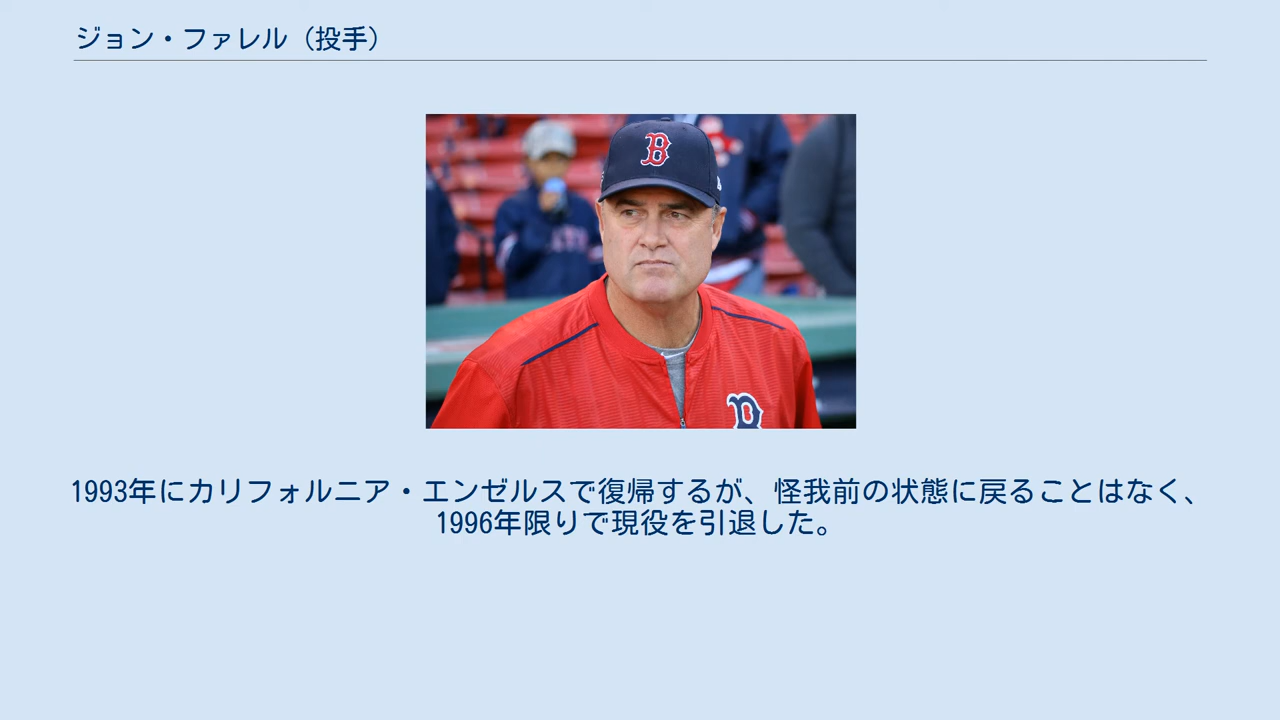 ジョン・ファレル（投手）
B
B
1993年にカリフォルニア・エンゼルスで復帰するが、怪我前の状態に戻ることはなく、
1996年限りで現役を引退した。